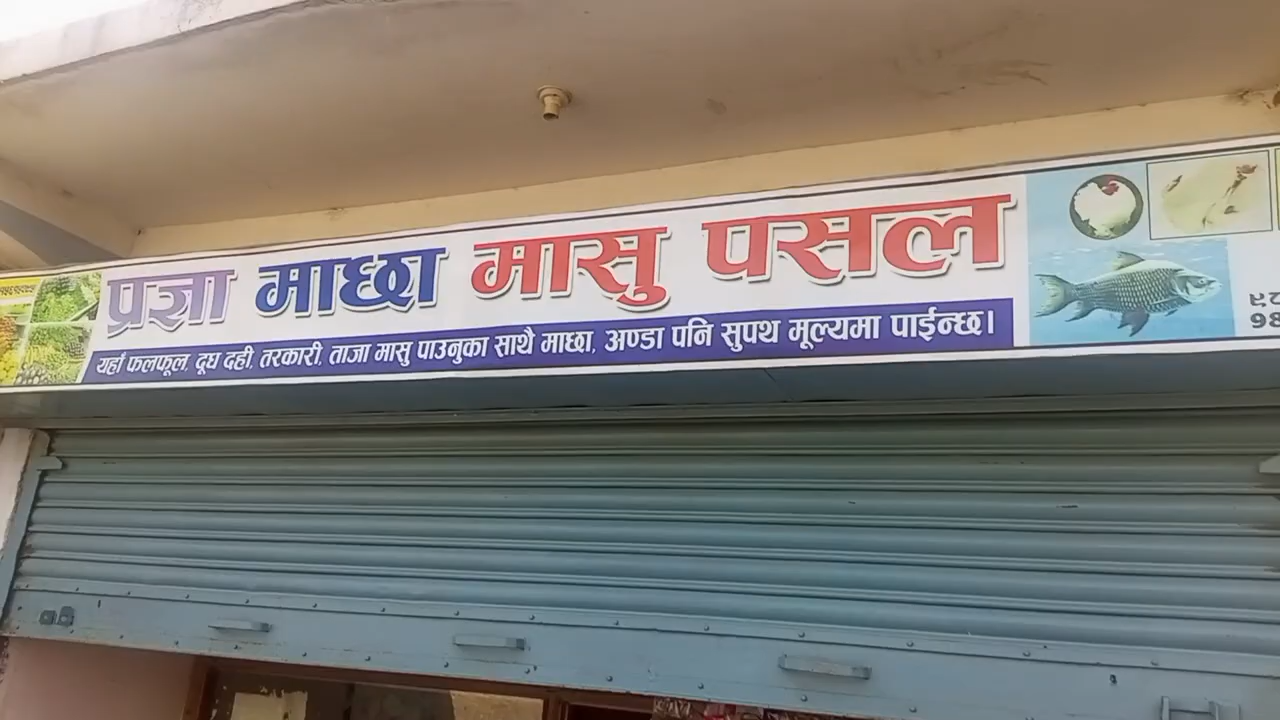 प्रज्ञा माछा मासु पसल
यहाँ फलफूल, दूध दही, तरकारी, ताजा मासु पाउनुका साथै माछा, अण्डा पनि सुपथ मूल्यमा पाईन्छ।